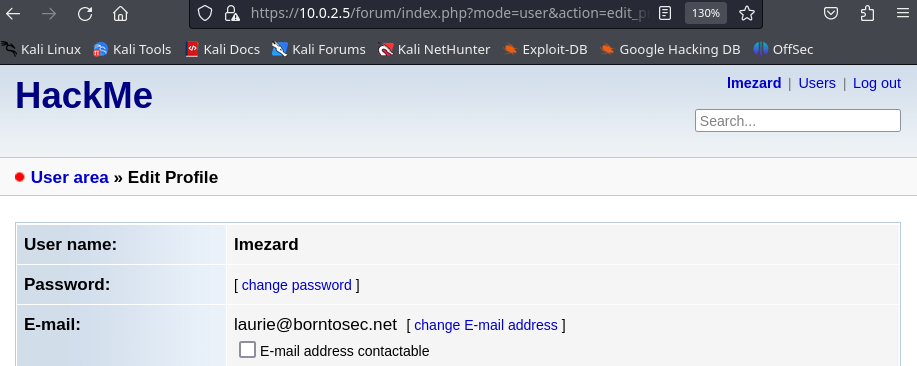 https://10.0.2.5/forum/index.php?mode=user&action=edit_p 130%
Kali Linux Kali Tools Kali Docs Kali Forums Kali NetHunter Exploit-DB Google Hacking DB OffSec
HackMe
lmezard | Users | Log out
Search...
User area » Edit Profile
User name: lmezard
Password: [ change password ]
E-mail: laurie@borntosec.net [ change E-mail address ]
E-mail address contactable